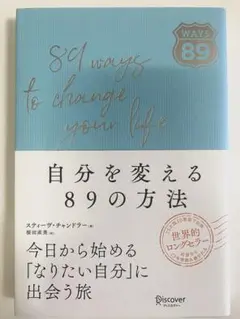 WAYS
89
89 ways
to change
your life
自分を変える
89の方法
スティーヴ・チャンドラー 著
今日から始める
「なりたい自分」に
出会う旅
世界的
ロングセラー
Discover